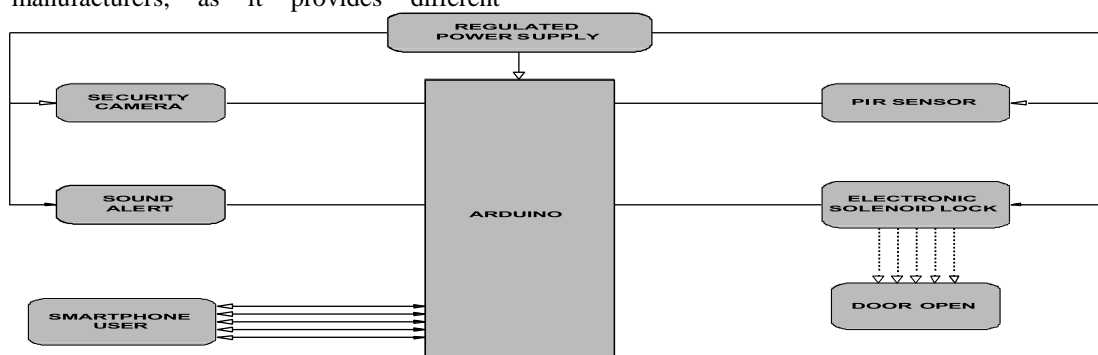 manufacturers, as it provides different
REGULATED
POWER SUPPLY
SECURITY
CAMERA
PIR SENSOR
SOUND
ALERT
ARDUINO
ELECTRONIC
SOLENOID LOCK
SMARTPHONE
USER
DOOR OPEN